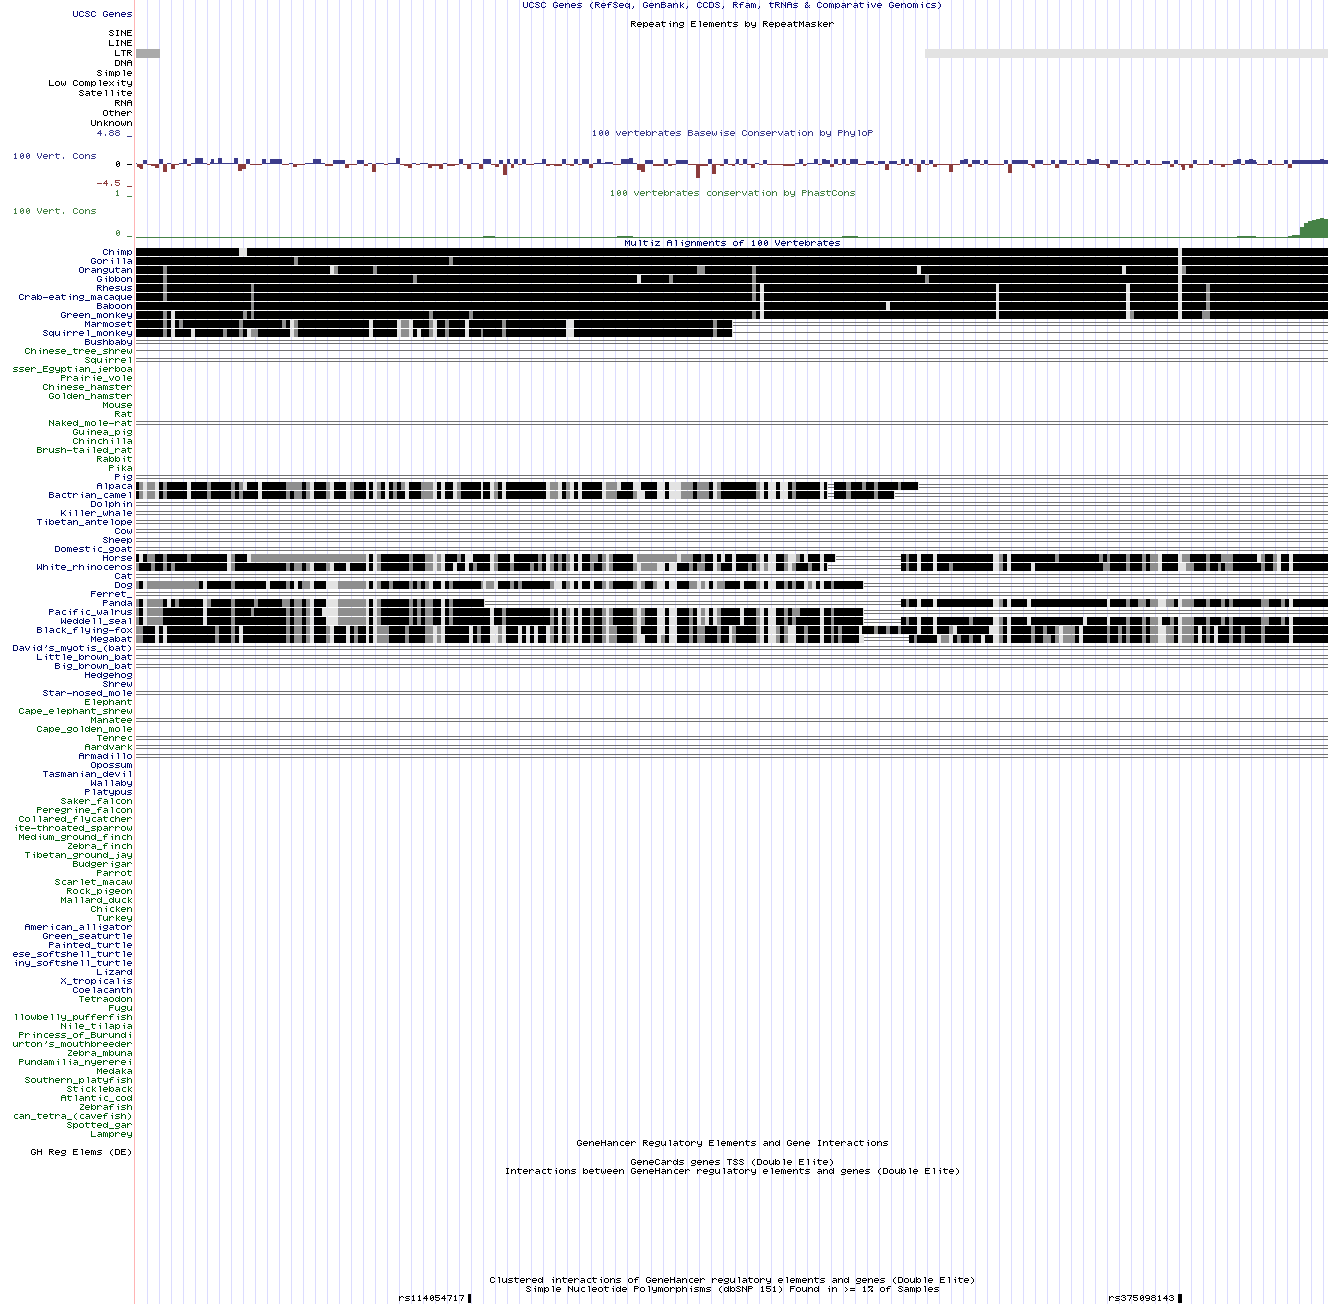 UCSC Genes (RefSeq, GenBank, CCDS, Rfam, tRNAs & Comparative Genomics)
UCSC Genes
Repeating Elements by RepeatMasker
SINE
LINE
LTR
DNA
Simple
Low Complexity
Satellite
RNA
Other
Unknown
4.88 _
100 vertebrates Basewise Conservation by PhyloP
100 Vert. Cons
0 -
-4.5 _
1 _
100 vertebrates conservation by PhastCons
100 Vert. Cons
0 _
Multiz Alignments of 100 Vertebrates
Chimp
Gorilla
Orangutan
Gibbon
Rhesus
Crab-eating_macaque
Baboon
Green_monkey
Marmoset
Squirrel_monkey
Bushbaby
Chinese_tree_shrew
Squirrel
sser_Egyptian_jerboa
Prairie_vole
Chinese_hamster
Golden_hamster
Mouse
Rat
Naked_mole-rat
Guinea_pig
Chinchilla
Brush-tailed_rat
Rabbit
Pika
Pig
Alpaca
Bactrian_camel
Dolphin
Killer_whale
Tibetan_antelope
Cow
Sheep
Domestic_goat
Horse
White_rhinoceros
Cat
Dog
Ferret_
Panda
Pacific_walrus
Weddell_seal
Black_flying-fox
Megabat
David's_myotis_(bat)
Little_brown_bat
Big_brown_bat
Hedgehog
Shrew
Star-nosed_mole
Elephant
Cape_elephant_shrew
Manatee
Cape_golden_mole
Tenrec
Aardvark
Armadillo
Opossum
Tasmanian_devil
Wallaby
Platypus
Saker_falcon
Peregrine_falcon
Collared_flycatcher
ite-throated_sparrow
Medium_ground_finch
Zebra_finch
Tibetan_ground_jay
Budgerigar
Parrot
Scarlet_macaw
Rock_pigeon
Mallard_duck
Chicken
Turkey
American_alligator
Green_seaturtle
Painted_turtle
ese_softshell_turtle
iny_softshell_turtle
Lizard
X_tropicalis
Coelacanth
Tetraodon
Fugu
llowbelly_pufferfish
Nile_tilapia
Princess_of_Burundi
urton's_mouthbreeder
Zebra_mbuna
Pundamilia_nyererei
Medaka
Southern_platyfish
Stickleback
Atlantic_cod
Zebrafish
can_tetra_(cavefish)
Spotted_gar
Lamprey
GeneHancer Regulatory Elements and Gene Interactions
GH Reg Elems (DE)
GeneCards genes TSS (Double Elite)
Interactions between GeneHancer regulatory elements and genes (Double Elite)
Clustered interactions of GeneHancer regulatory elements and genes (Double Elite)
Simple Nucleotide Polymorphisms (dbSNP 151) Found in >= 1% of Samples
rs114054717
rs375098143